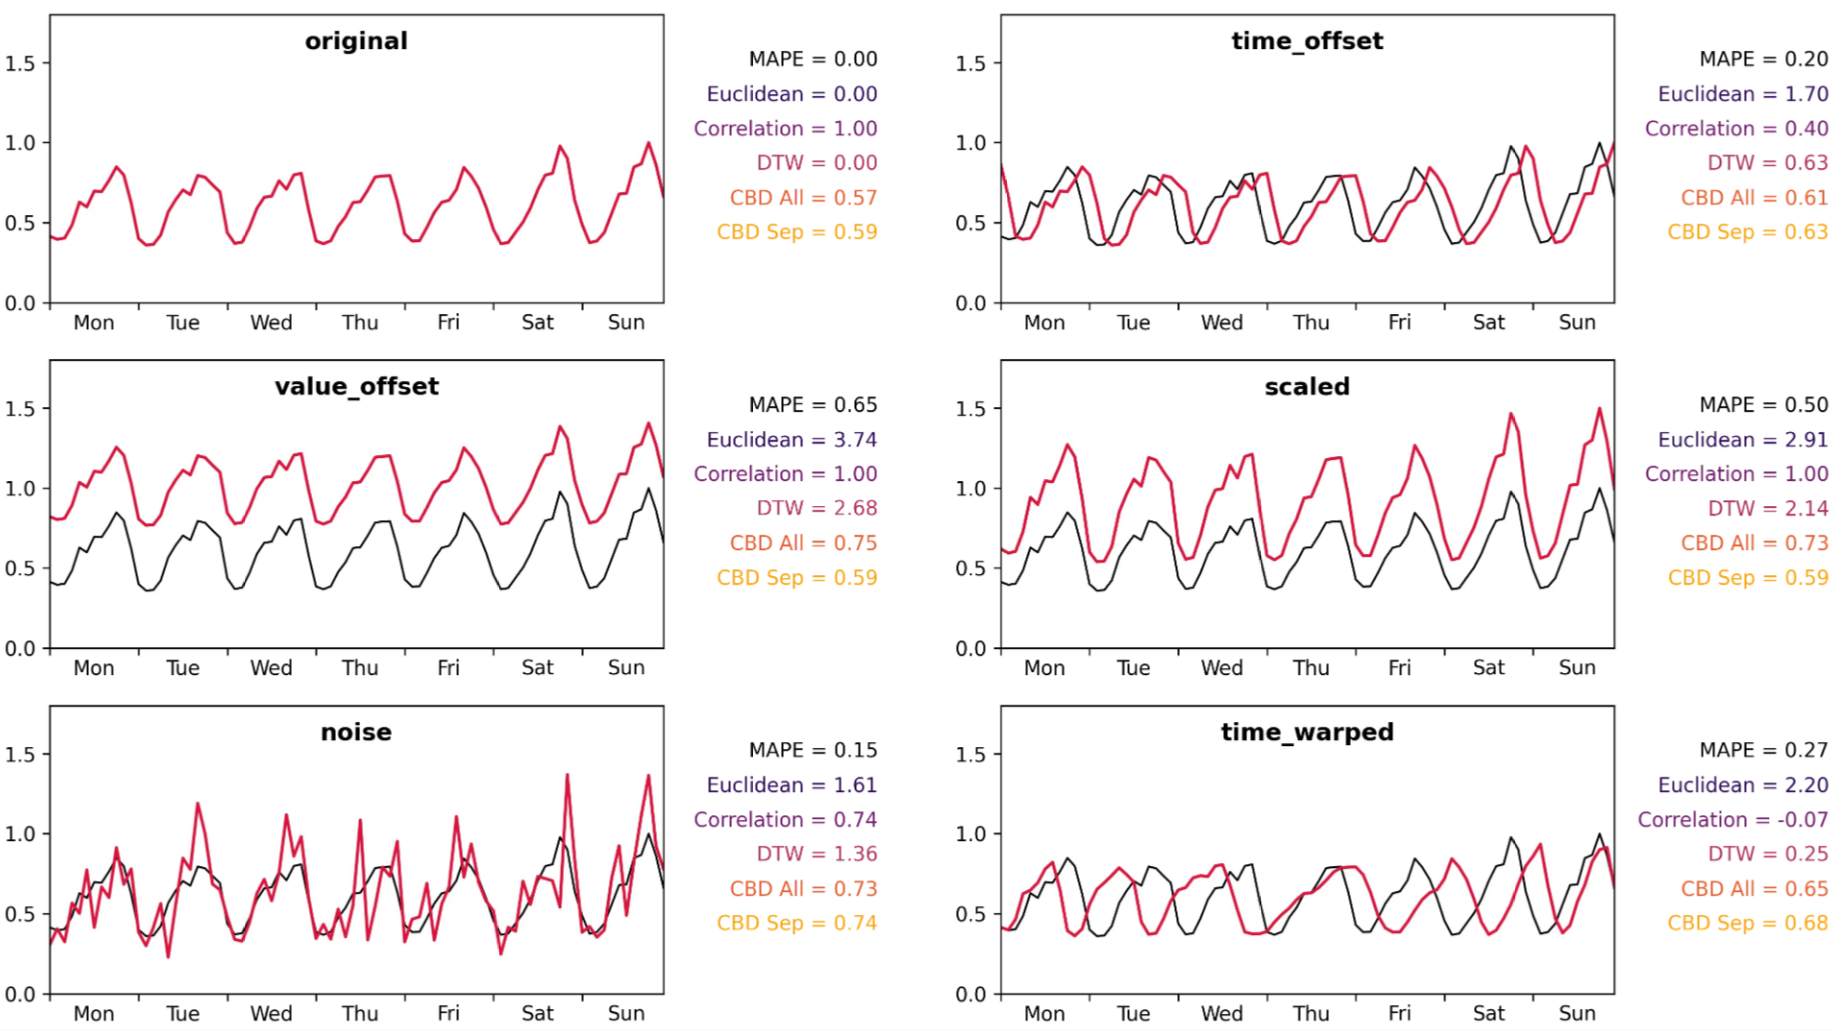 original
MAPE = 0.00
Euclidean = 0.00
Correlation = 1.00
DTW = 0.00
CBD All = 0.57
CBD Sep = 0.59
1.5
1.0
0.5
0.0
Mon Tue Wed Thu Fri Sat Sun
time_offset
MAPE = 0.20
Euclidean = 1.70
Correlation = 0.40
DTW = 0.63
CBD All = 0.61
CBD Sep = 0.63
1.5
1.0
0.5
0.0
Mon Tue Wed Thu Fri Sat Sun
value_offset
MAPE = 0.65
Euclidean = 3.74
Correlation = 1.00
DTW = 2.68
CBD All = 0.75
CBD Sep = 0.59
1.5
1.0
0.5
0.0
Mon Tue Wed Thu Fri Sat Sun
scaled
MAPE = 0.50
Euclidean = 2.91
Correlation = 1.00
DTW = 2.14
CBD All = 0.73
CBD Sep = 0.59
1.5
1.0
0.5
0.0
Mon Tue Wed Thu Fri Sat Sun
noise
MAPE = 0.15
Euclidean = 1.61
Correlation = 0.74
DTW = 1.36
CBD All = 0.73
CBD Sep = 0.74
1.5
1.0
0.5
0.0
Mon Tue Wed Thu Fri Sat Sun
time_warped
MAPE = 0.27
Euclidean = 2.20
Correlation = -0.07
DTW = 0.25
CBD All = 0.65
CBD Sep = 0.68
1.5
1.0
0.5
0.0
Mon Tue Wed Thu Fri Sat Sun